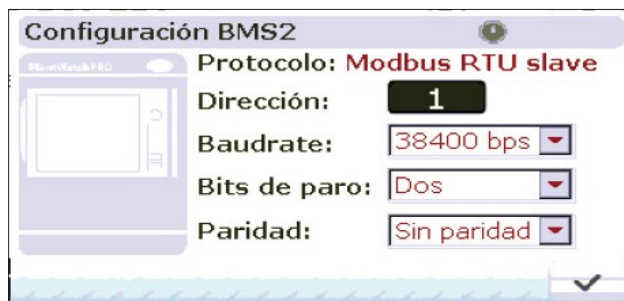 Configuración BMS2
PlantWatchPRO
Protocolo: Modbus RTU slave
Dirección: 1
Baudrate: 38400 bps
Bits de paro: Dos
Paridad: Sin paridad